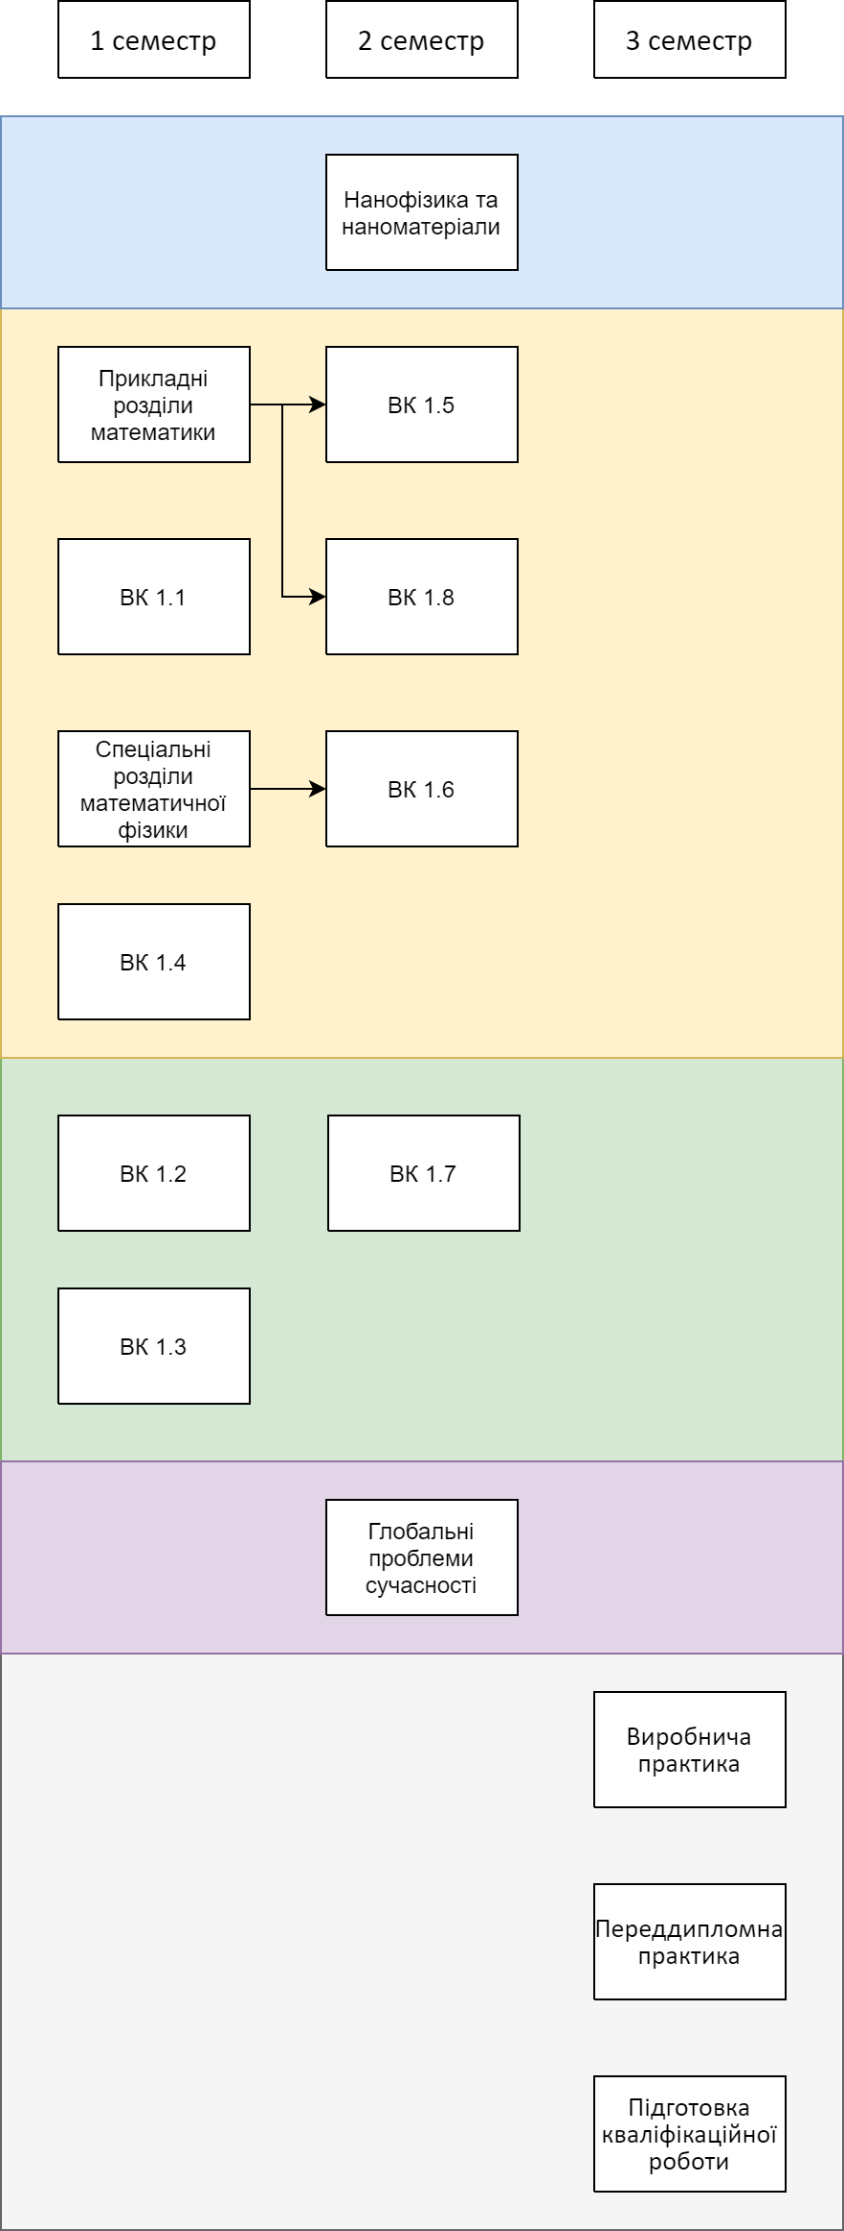 1 семестр
2 семестр
3 семестр
Нанофізика та
наноматеріали
Прикладні
розділи
математики
ВК 1.5
ВК 1.1
ВК 1.8
Спеціальні
розділи
математичної
фізики
ВК 1.6
ВК 1.4
ВК 1.2
ВК 1.7
ВК 1.3
Глобальні
проблеми
сучасності
Виробнича
практика
Переддипломна
практика
Підготовка
кваліфікаційної
роботи